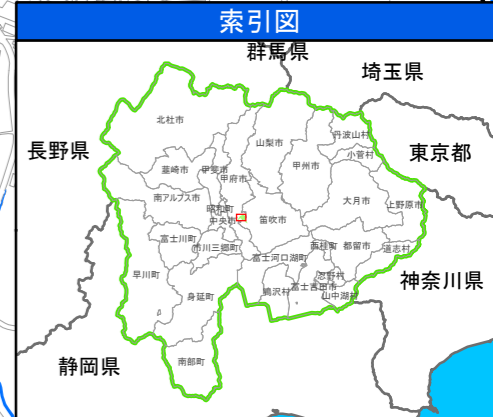 索引図
群馬県
埼玉県
長野県
東京都
神奈川県
静岡県
北杜市
丹波山村
山梨市
小菅村
韮崎市
甲斐市
甲府市
甲州市
南アルプス市
昭和町
中央市
笛吹市
大月市
上野原市
富士川町
市川三郷町
西桂町
都留市
道志村
富士河口湖町
早川町
身延町
鳴沢村
富士吉田市
忍野村
山中湖村
南部町